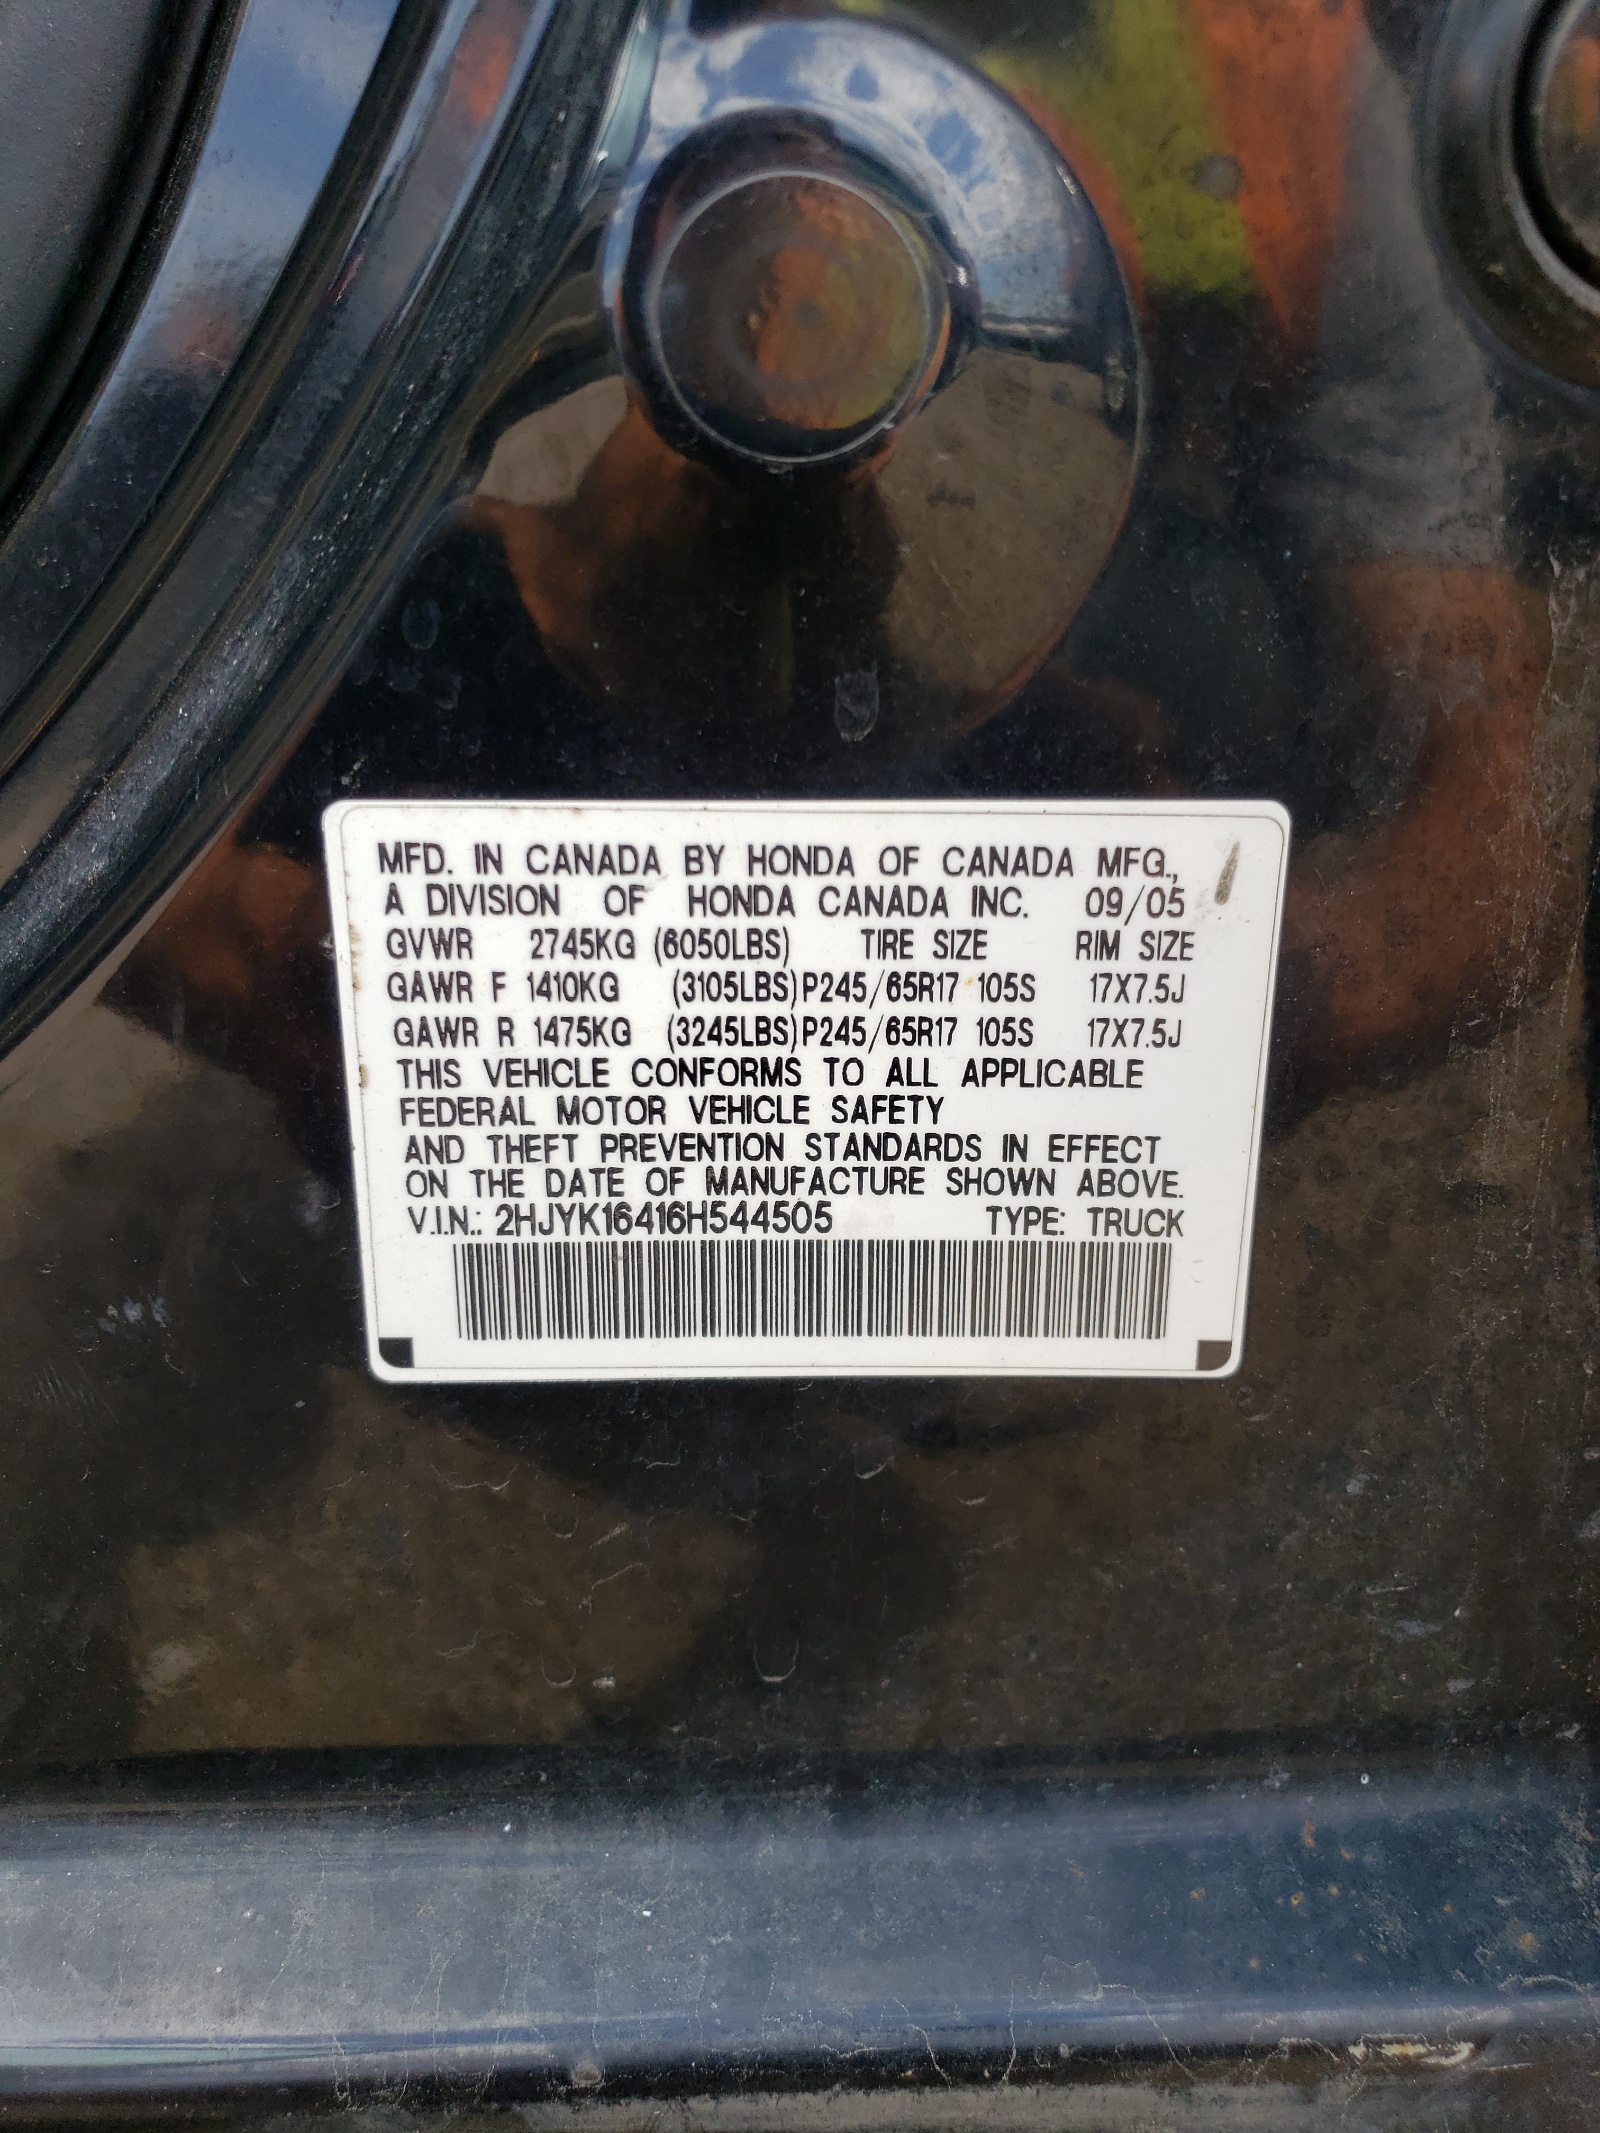 MFD. IN CANADA BY HONDA OF CANADA MFG.,
A DIVISION OF HONDA CANADA INC. 09/05
GVWR 2745KG (6050LBS) TIRE SIZE RIM SIZE
GAWR F 1410KG (3105LBS) P245/65R17 105S 17X7.5J
GAWR R 1475KG (3245LBS) P245/65R17 105S 17X7.5J
THIS VEHICLE CONFORMS TO ALL APPLICABLE
FEDERAL MOTOR VEHICLE SAFETY
AND THEFT PREVENTION STANDARDS IN EFFECT
ON THE DATE OF MANUFACTURE SHOWN ABOVE.
V.I.N.: 2HJYK16416H544505 TYPE: TRUCK